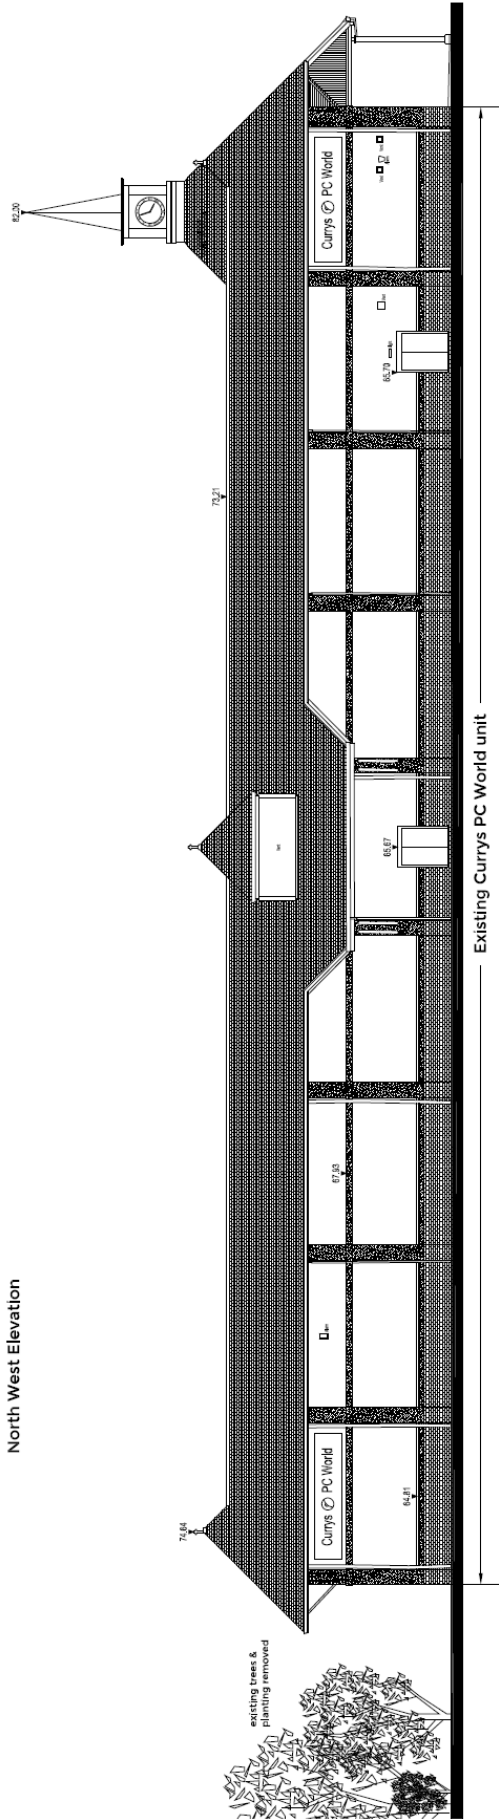 North West Elevation
82.00
73.21
74.64
existing trees &
planting removed
Currys PC World
67.93
65.67
65.70
Currys PC World
64.81
Existing Currys PC World unit